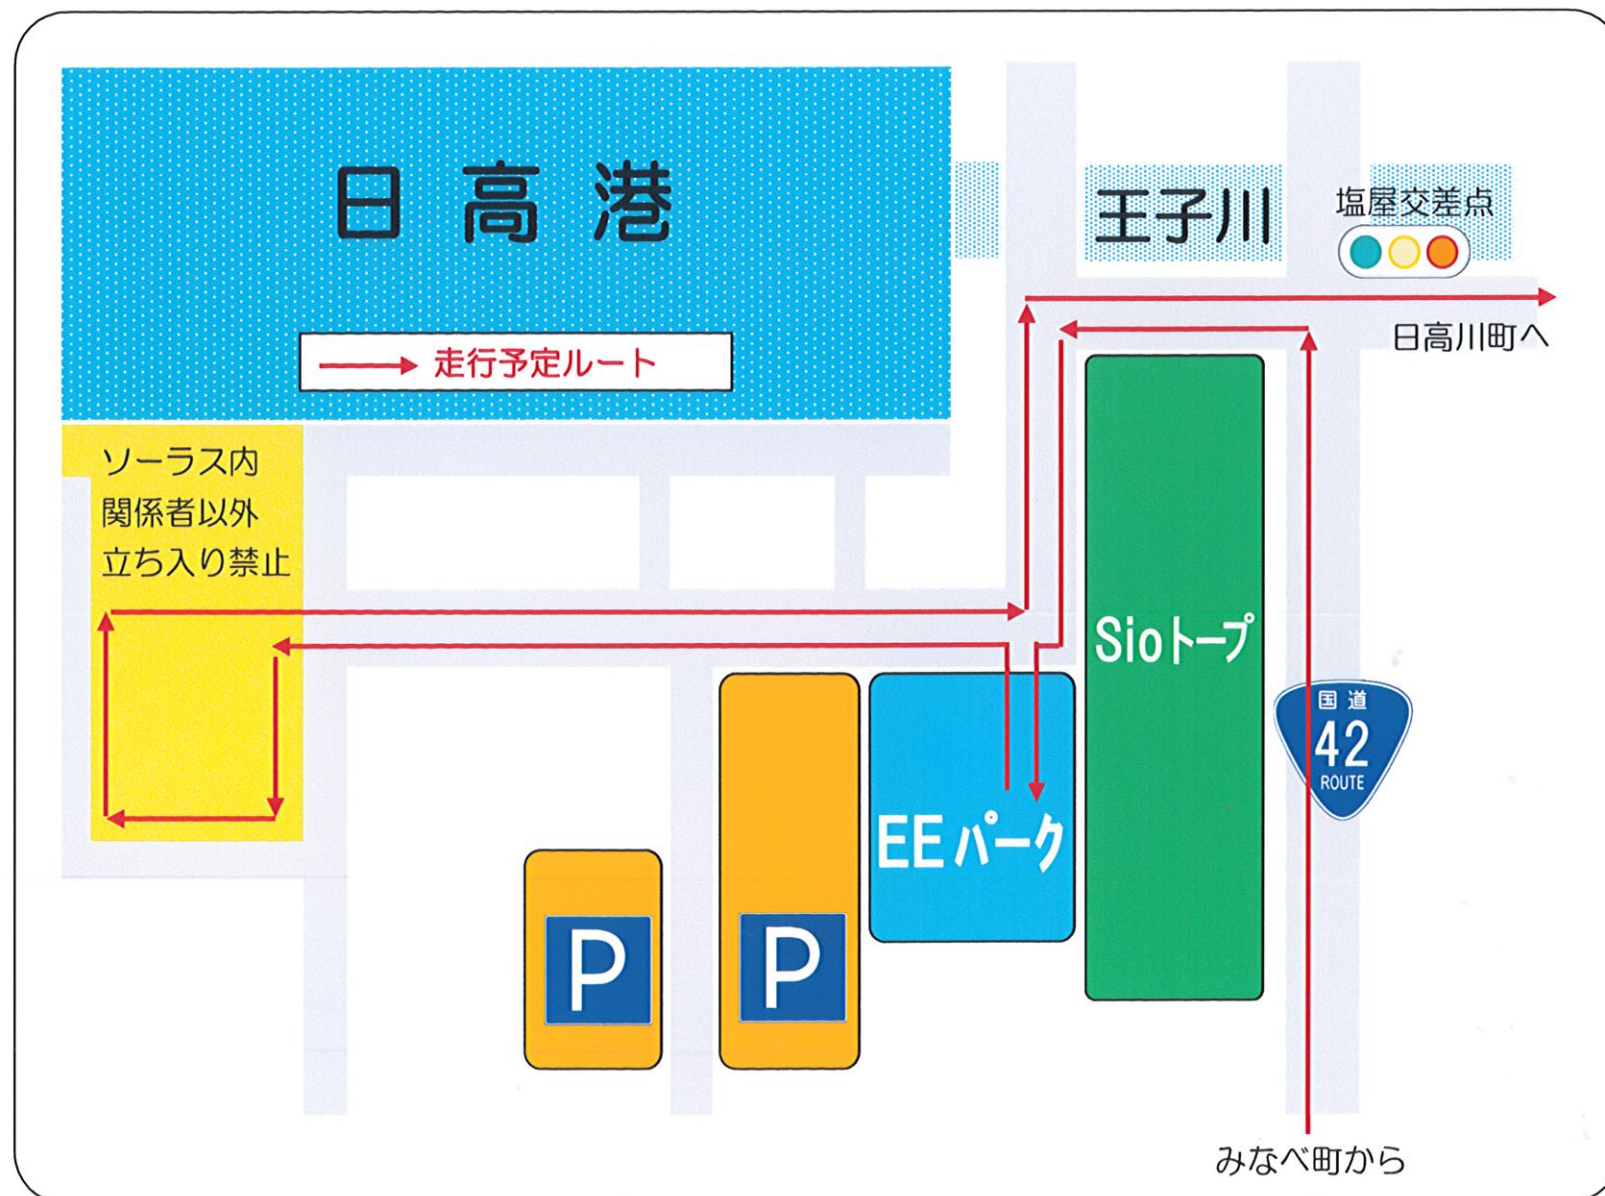 日高港
王子川
塩屋交差点
走行予定ルート
日高川町へ
ソーラス内
関係者以外
立ち入り禁止
Sioトープ
国道
42
ROUTE
EEパーク
P
P
みなべ町から